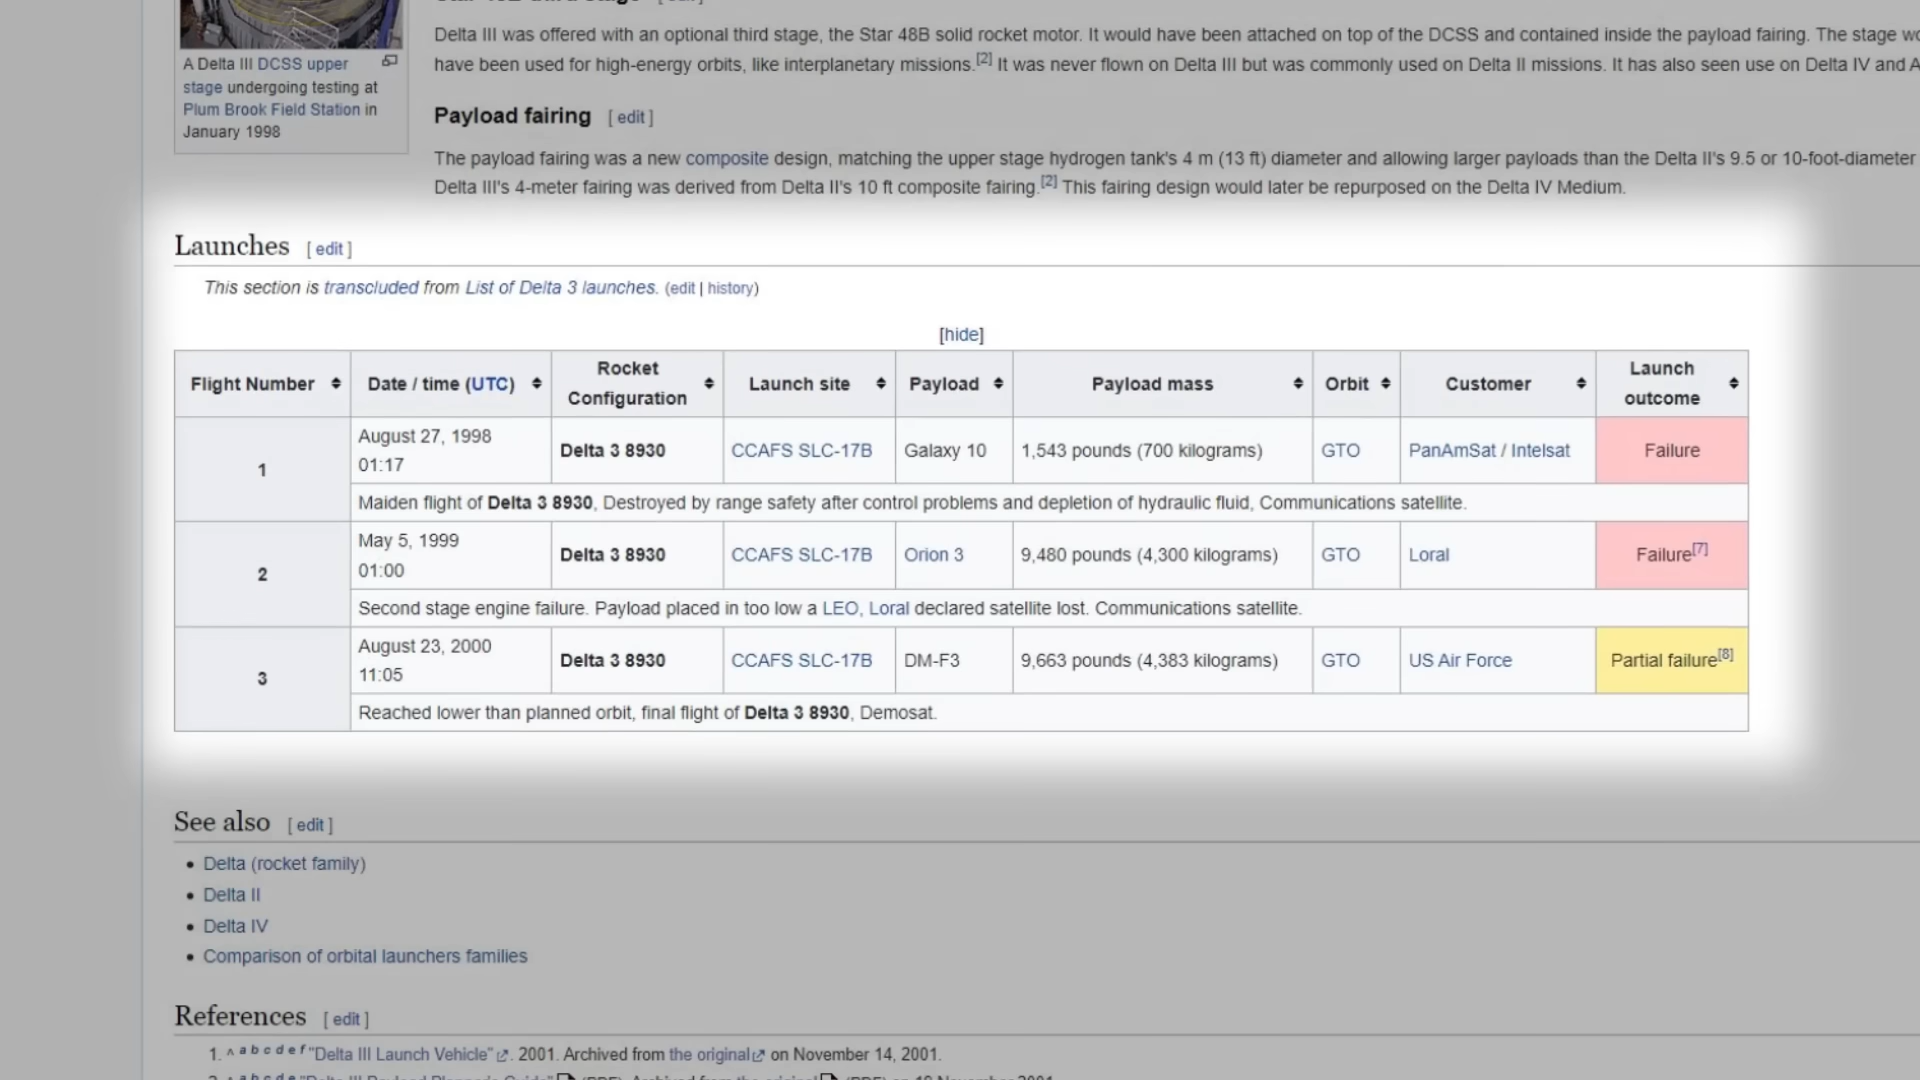 Delta III was offered with an optional third stage, the Star 48B solid rocket motor. It would have been attached on top of the DCSS and contained inside the payload fairing. The stage
have been used for high-energy orbits, like interplanetary missions.[2] It was never flown on Delta III but was commonly used on Delta II missions. It has also seen use on Delta IV and
A Delta III DCSS upper
stage undergoing testing at
Plum Brook Field Station in
January 1998
Payload fairing [ edit ]
The payload fairing was a new composite design, matching the upper stage hydrogen tank's 4 m (13 ft) diameter and allowing larger payloads than the Delta II's 9.5 or 10-foot-diameter
Delta III's 4-meter fairing was derived from Delta II's 10 ft composite fairing.[2] This fairing design would later be repurposed on the Delta IV Medium.
Launches [ edit ]
This section is transcluded from List of Delta 3 launches. (edit | history)
[hide]
Flight Number Date / time (UTC) Rocket Configuration Launch site Payload Payload mass Orbit Customer Launch outcome
1 August 27, 1998 01:17 Delta 3 8930 CCAFS SLC-17B Galaxy 10 1,543 pounds (700 kilograms) GTO PanAmSat / Intelsat Failure
Maiden flight of Delta 3 8930, Destroyed by range safety after control problems and depletion of hydraulic fluid, Communications satellite.
2 May 5, 1999 01:00 Delta 3 8930 CCAFS SLC-17B Orion 3 9,480 pounds (4,300 kilograms) GTO Loral Failure[7]
Second stage engine failure. Payload placed in too low a LEO, Loral declared satellite lost. Communications satellite.
3 August 23, 2000 11:05 Delta 3 8930 CCAFS SLC-17B DM-F3 9,663 pounds (4,383 kilograms) GTO US Air Force Partial failure[8]
Reached lower than planned orbit, final flight of Delta 3 8930, Demosat.
See also [ edit ]
• Delta (rocket family)
• Delta II
• Delta IV
• Comparison of orbital launchers families
References [ edit ]
1. ^ a b c d e f "Delta III Launch Vehicle". 2001. Archived from the original on November 14, 2001.